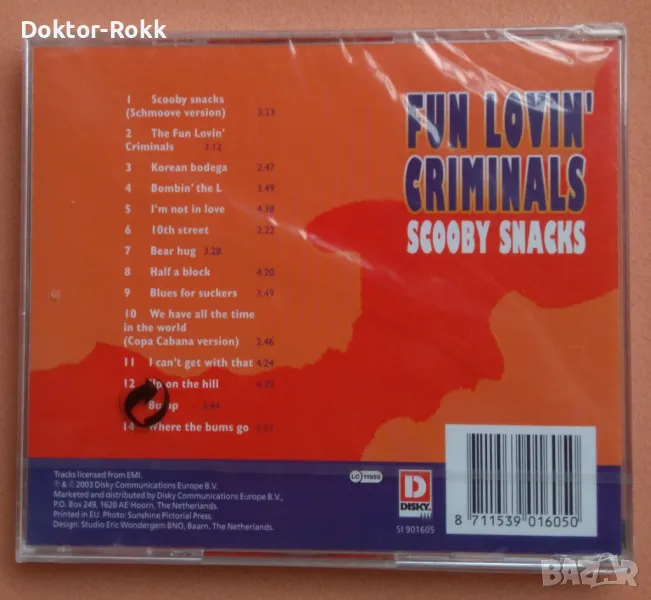 Doktor-Rokk
FUN LOVIN'
CRIMINALS
SCOOBY SNACKS
1 Scooby snacks
(Schmoove version) 3.23
2 The Fun Lovin'
Criminals 3.12
3 Korean bodega 2.47
4 Bombin' the L 3.49
5 I'm not in love 4.38
6 10th street 2.22
7 Bear hug 3.28
8 Half a block 4.20
9 Blues for suckers 3.49
10 We have all the time
in the world
(Copa Cabana version) 2.46
11 I can't get with that 4.24
12 Up on the hill
3.44
14 Where the bums go
Tracks licensed from EMI.
℗ & © 2003 Disky Communications Europe B.V.
Marketed and distributed by Disky Communications Europe B.V.,
P.O. Box 249, 1620 AE Hoorn, The Netherlands.
Printed in EU. Photo: Sunshine Pictorial Press.
Design: Studio Eric Wondergem BNO, Baarn, The Netherlands.
LC 11955
D
DISKY
SI 901605
8 711539 016050
BAZAR